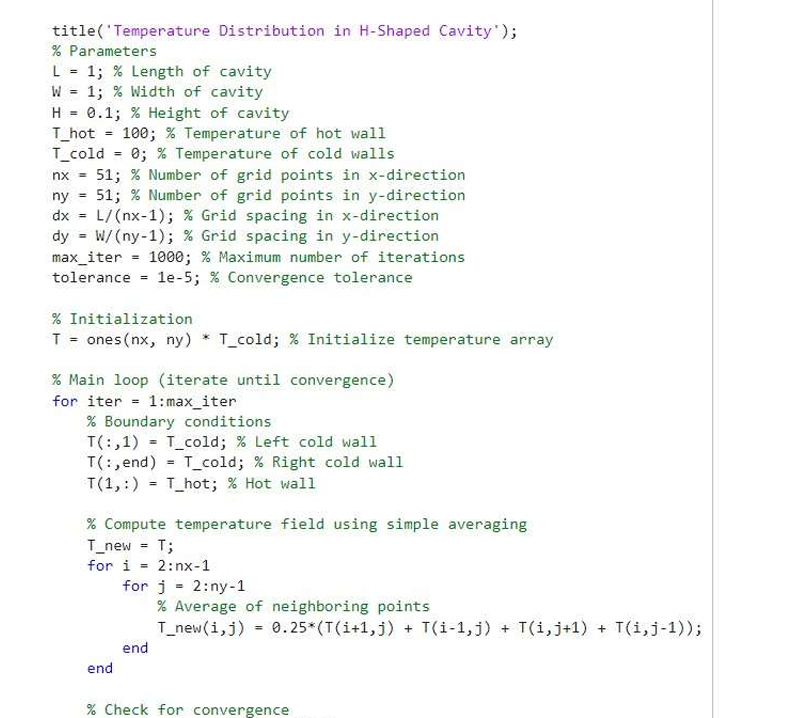 title('Temperature Distribution in H-Shaped Cavity');
% Parameters
L = 1; % Length of cavity
W = 1; % Width of cavity
H = 0.1; % Height of cavity
T_hot = 100; % Temperature of hot wall
T_cold = 0; % Temperature of cold walls
nx = 51; % Number of grid points in x-direction
ny = 51; % Number of grid points in y-direction
dx = L/(nx-1); % Grid spacing in x-direction
dy = W/(ny-1); % Grid spacing in y-direction
max_iter = 1000; % Maximum number of iterations
tolerance = 1e-5; % Convergence tolerance
% Initialization
T = ones(nx, ny) * T_cold; % Initialize temperature array
% Main loop (iterate until convergence)
for iter = 1:max_iter
% Boundary conditions
T(:,1) = T_cold; % Left cold wall
T(:,end) = T_cold; % Right cold wall
T(1,:) = T_hot; % Hot wall
% Compute temperature field using simple averaging
T_new = T;
for i = 2:nx-1
for j = 2:ny-1
% Average of neighboring points
T_new(i,j) = 0.25*(T(i+1,j) + T(i-1,j) + T(i,j+1) + T(i,j-1));
end
end
% Check for convergence